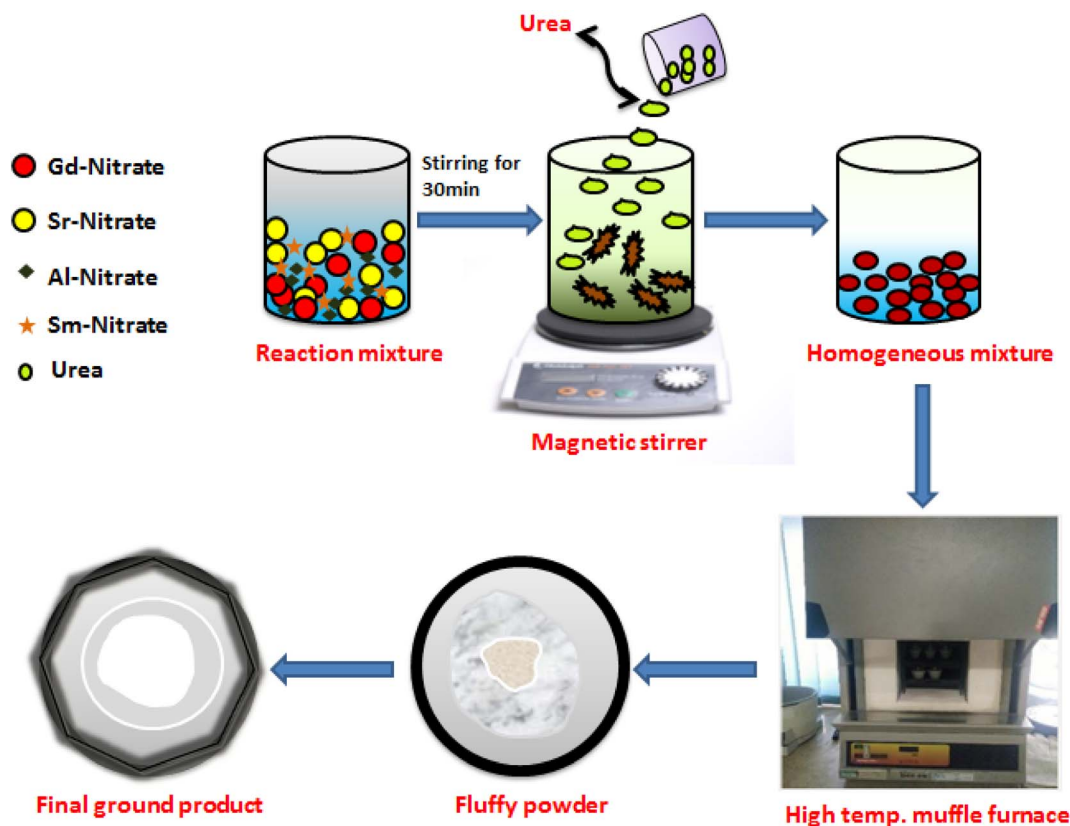 Urea
Gd-Nitrate
Sr-Nitrate
Al-Nitrate
Sm-Nitrate
Urea
Stirring for
30min
Reaction mixture
Magnetic stirrer
Homogeneous mixture
High temp. muffle furnace
Fluffy powder
Final ground product